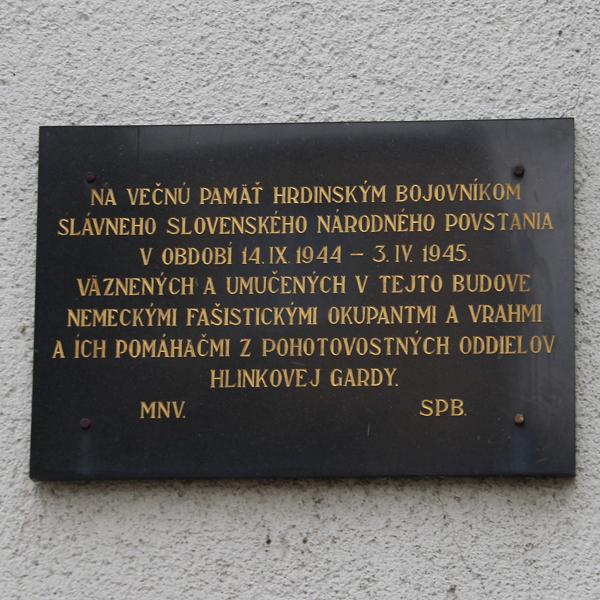 NA VEČNÚ PAMÄŤ HRDINSKÝM BOJOVNÍKOM
SLÁVNEHO SLOVENSKÉHO NÁRODNÉHO POVSTANIA
V OBDOBÍ 14. IX. 1944 – 3. IV. 1945.
VÄZNENÝCH A UMUČENÝCH V TEJTO BUDOVE
NEMECKÝMI FAŠISTICKÝMI OKUPANTMI A VRAHMI
A ÍCH POMÁHAČMI Z POHOTOVOSTNÝCH ODDIELOV
HLINKOVEJ GARDY.
MNV. SPB.